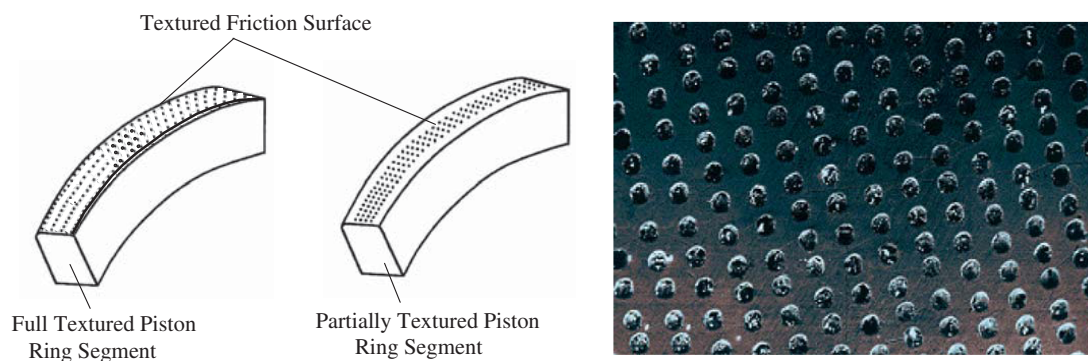 Textured Friction Surface
Full Textured Piston
Ring Segment
Partially Textured Piston
Ring Segment